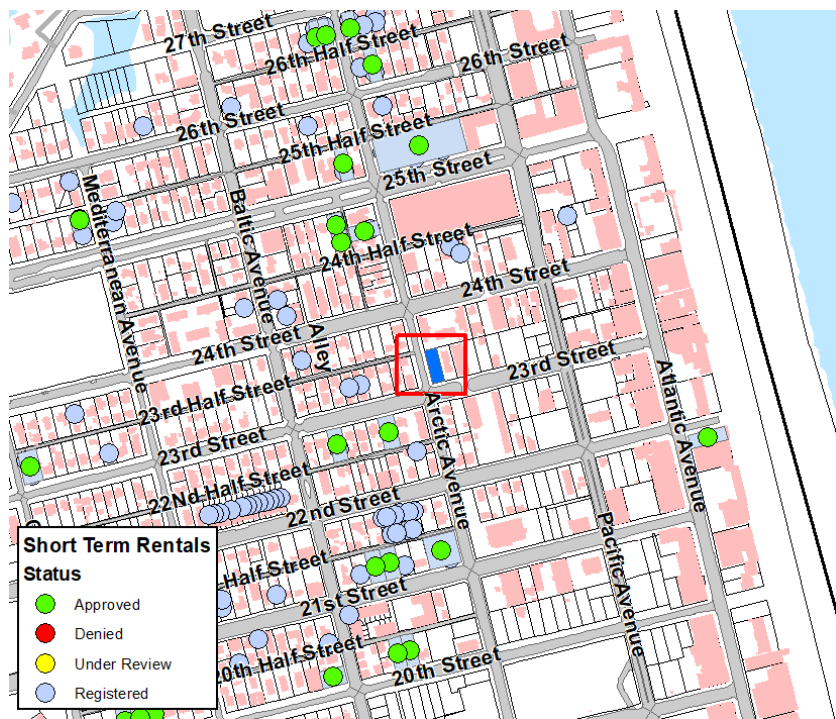 27th Street
26th Half Street
26th Street
26th Street
25th Half Street
25th Street
Mediterranean Avenue
Baltic Avenue
24th Half Street
24th Street
24th Street
Alley
23rd Street
23rd Half Street
Atlantic Avenue
Arctic Avenue
23rd Street
22Nd Half Street
22nd Street
Pacific Avenue
Half Street
21st Street
20th Half Street
20th Street
Short Term Rentals
Status
Approved
Denied
Under Review
Registered